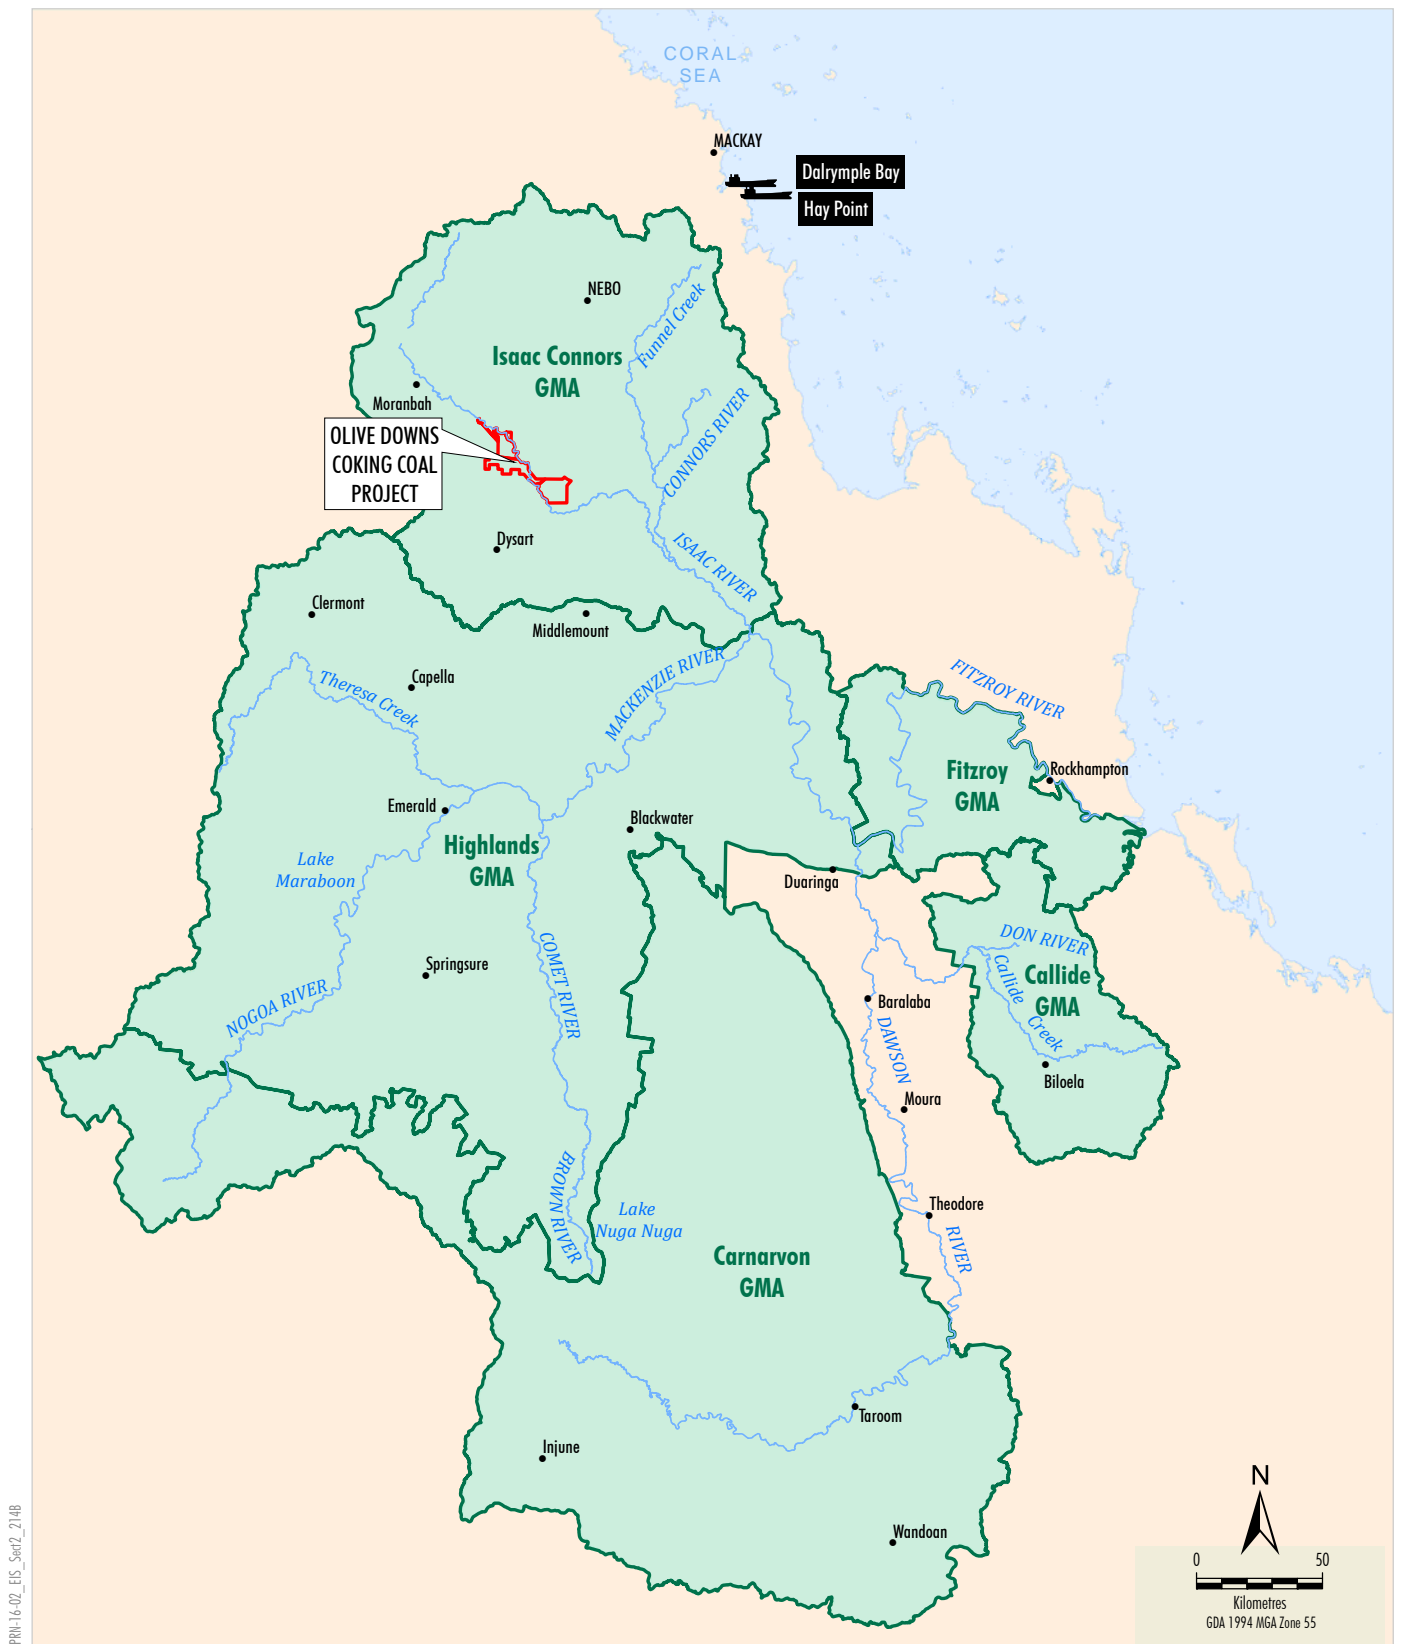 CORAL
SEA
MACKAY
Dalrymple Bay
Hay Point
NEBO
Funnel Creek
Isaac Connors
GMA
Moranbah
CONNORS RIVER
OLIVE DOWNS
COKING COAL
PROJECT
Dysart
ISAAC RIVER
Clermont
Middlemount
MACKENZIE RIVER
Theresa Creek
Capella
FITZROY RIVER
Fitzroy
GMA
Rockhampton
Emerald
Blackwater
Highlands
GMA
Lake
Maraboon
Duaringa
COMET RIVER
DON RIVER
Springsure
Callide
GMA
Callide Creek
NOGOA RIVER
Baralaba
DAWSON
Biloela
Moura
BROWN RIVER
Lake
Nuga Nuga
Theodore
RIVER
Carnarvon
GMA
Taroom
Injune
Wandoan
N
0 50
Kilometres
GDA 1994 MGA Zone 55
PRN-16-02_EIS_Sect2_214B